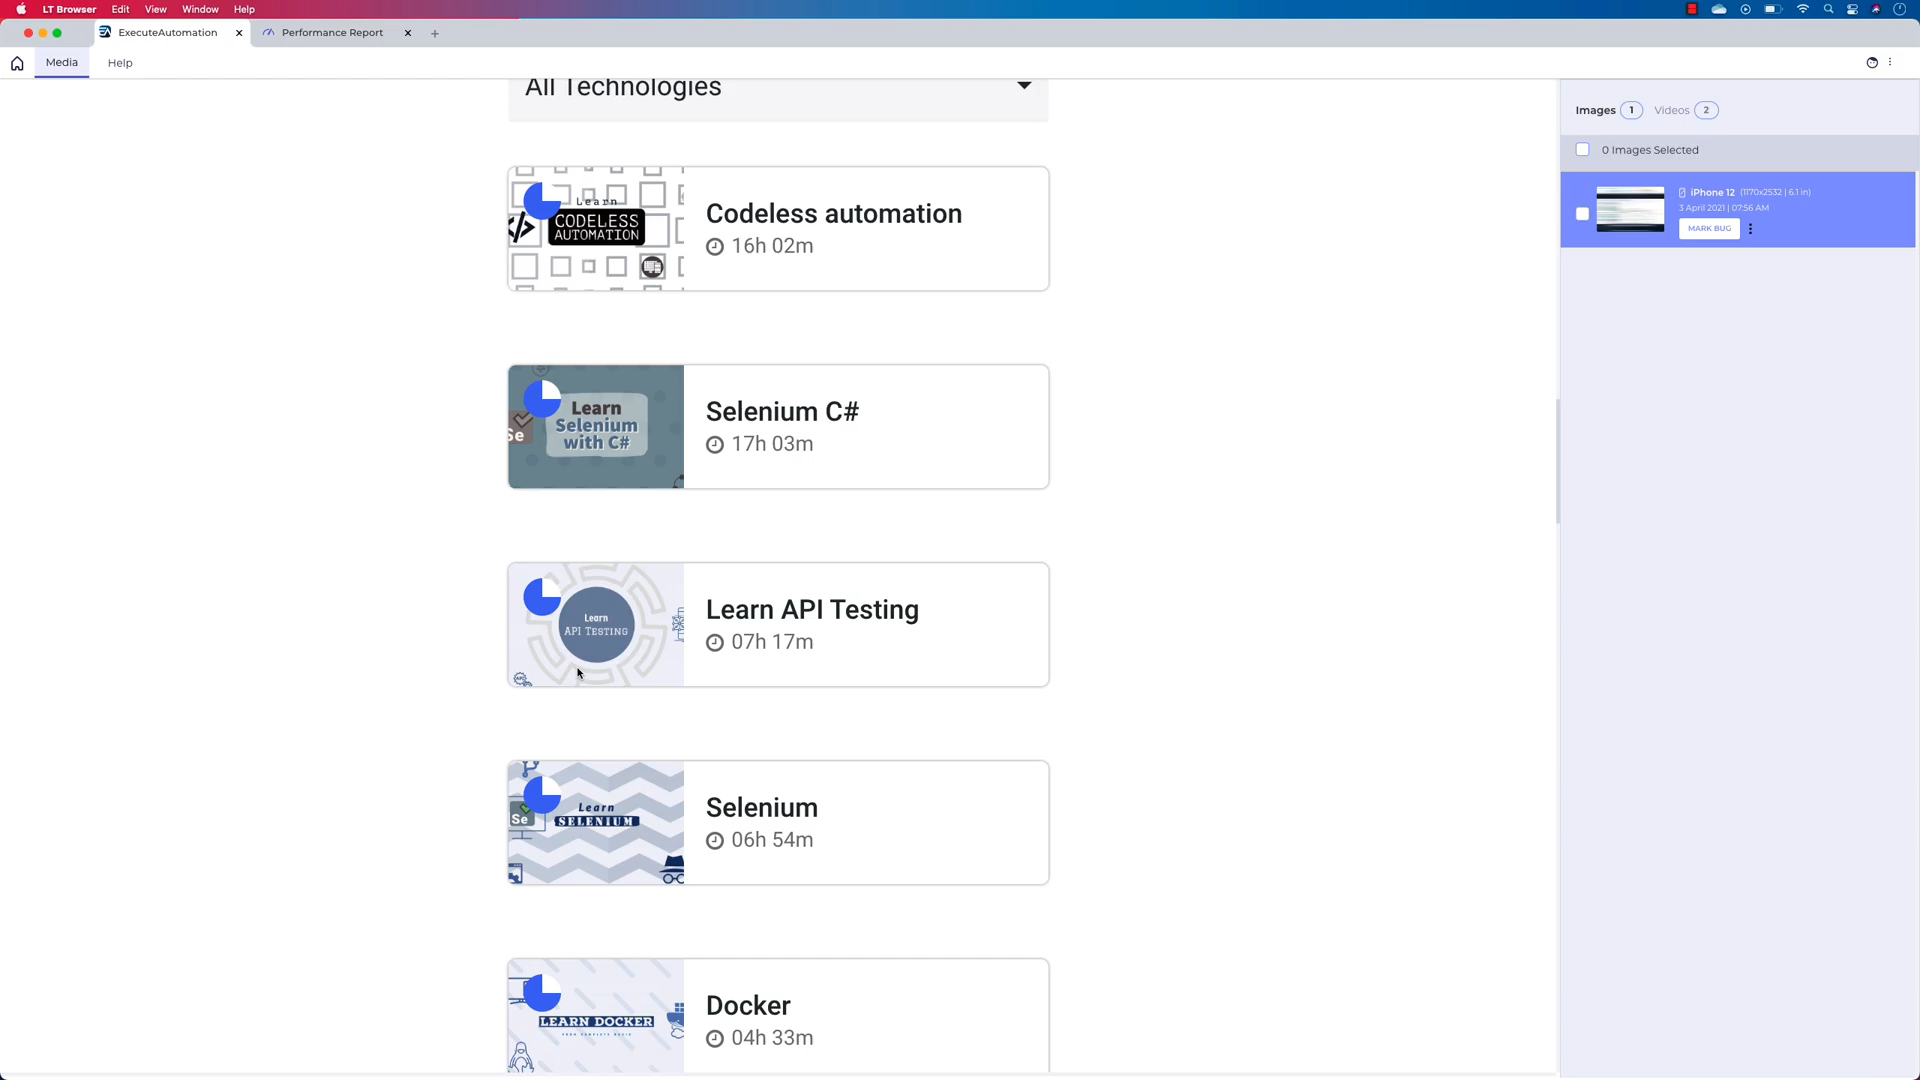 LT Browser Edit View Window Help
ExecuteAutomation Performance Report
Media Help
All Technologies
Images 1 Videos 2
0 Images Selected
iPhone 12 (1170x2532 | 6.1 in)
3 April 2021 | 07:56 AM
MARK BUG
Learn
CODELESS
AUTOMATION
Codeless automation
16h 02m
Se
Learn
Selenium
with C#
Selenium C#
17h 03m
Learn
API TESTING
API
Learn API Testing
07h 17m
Se
Learn
SELENIUM
Selenium
06h 54m
LEARN DOCKER
Docker
04h 33m